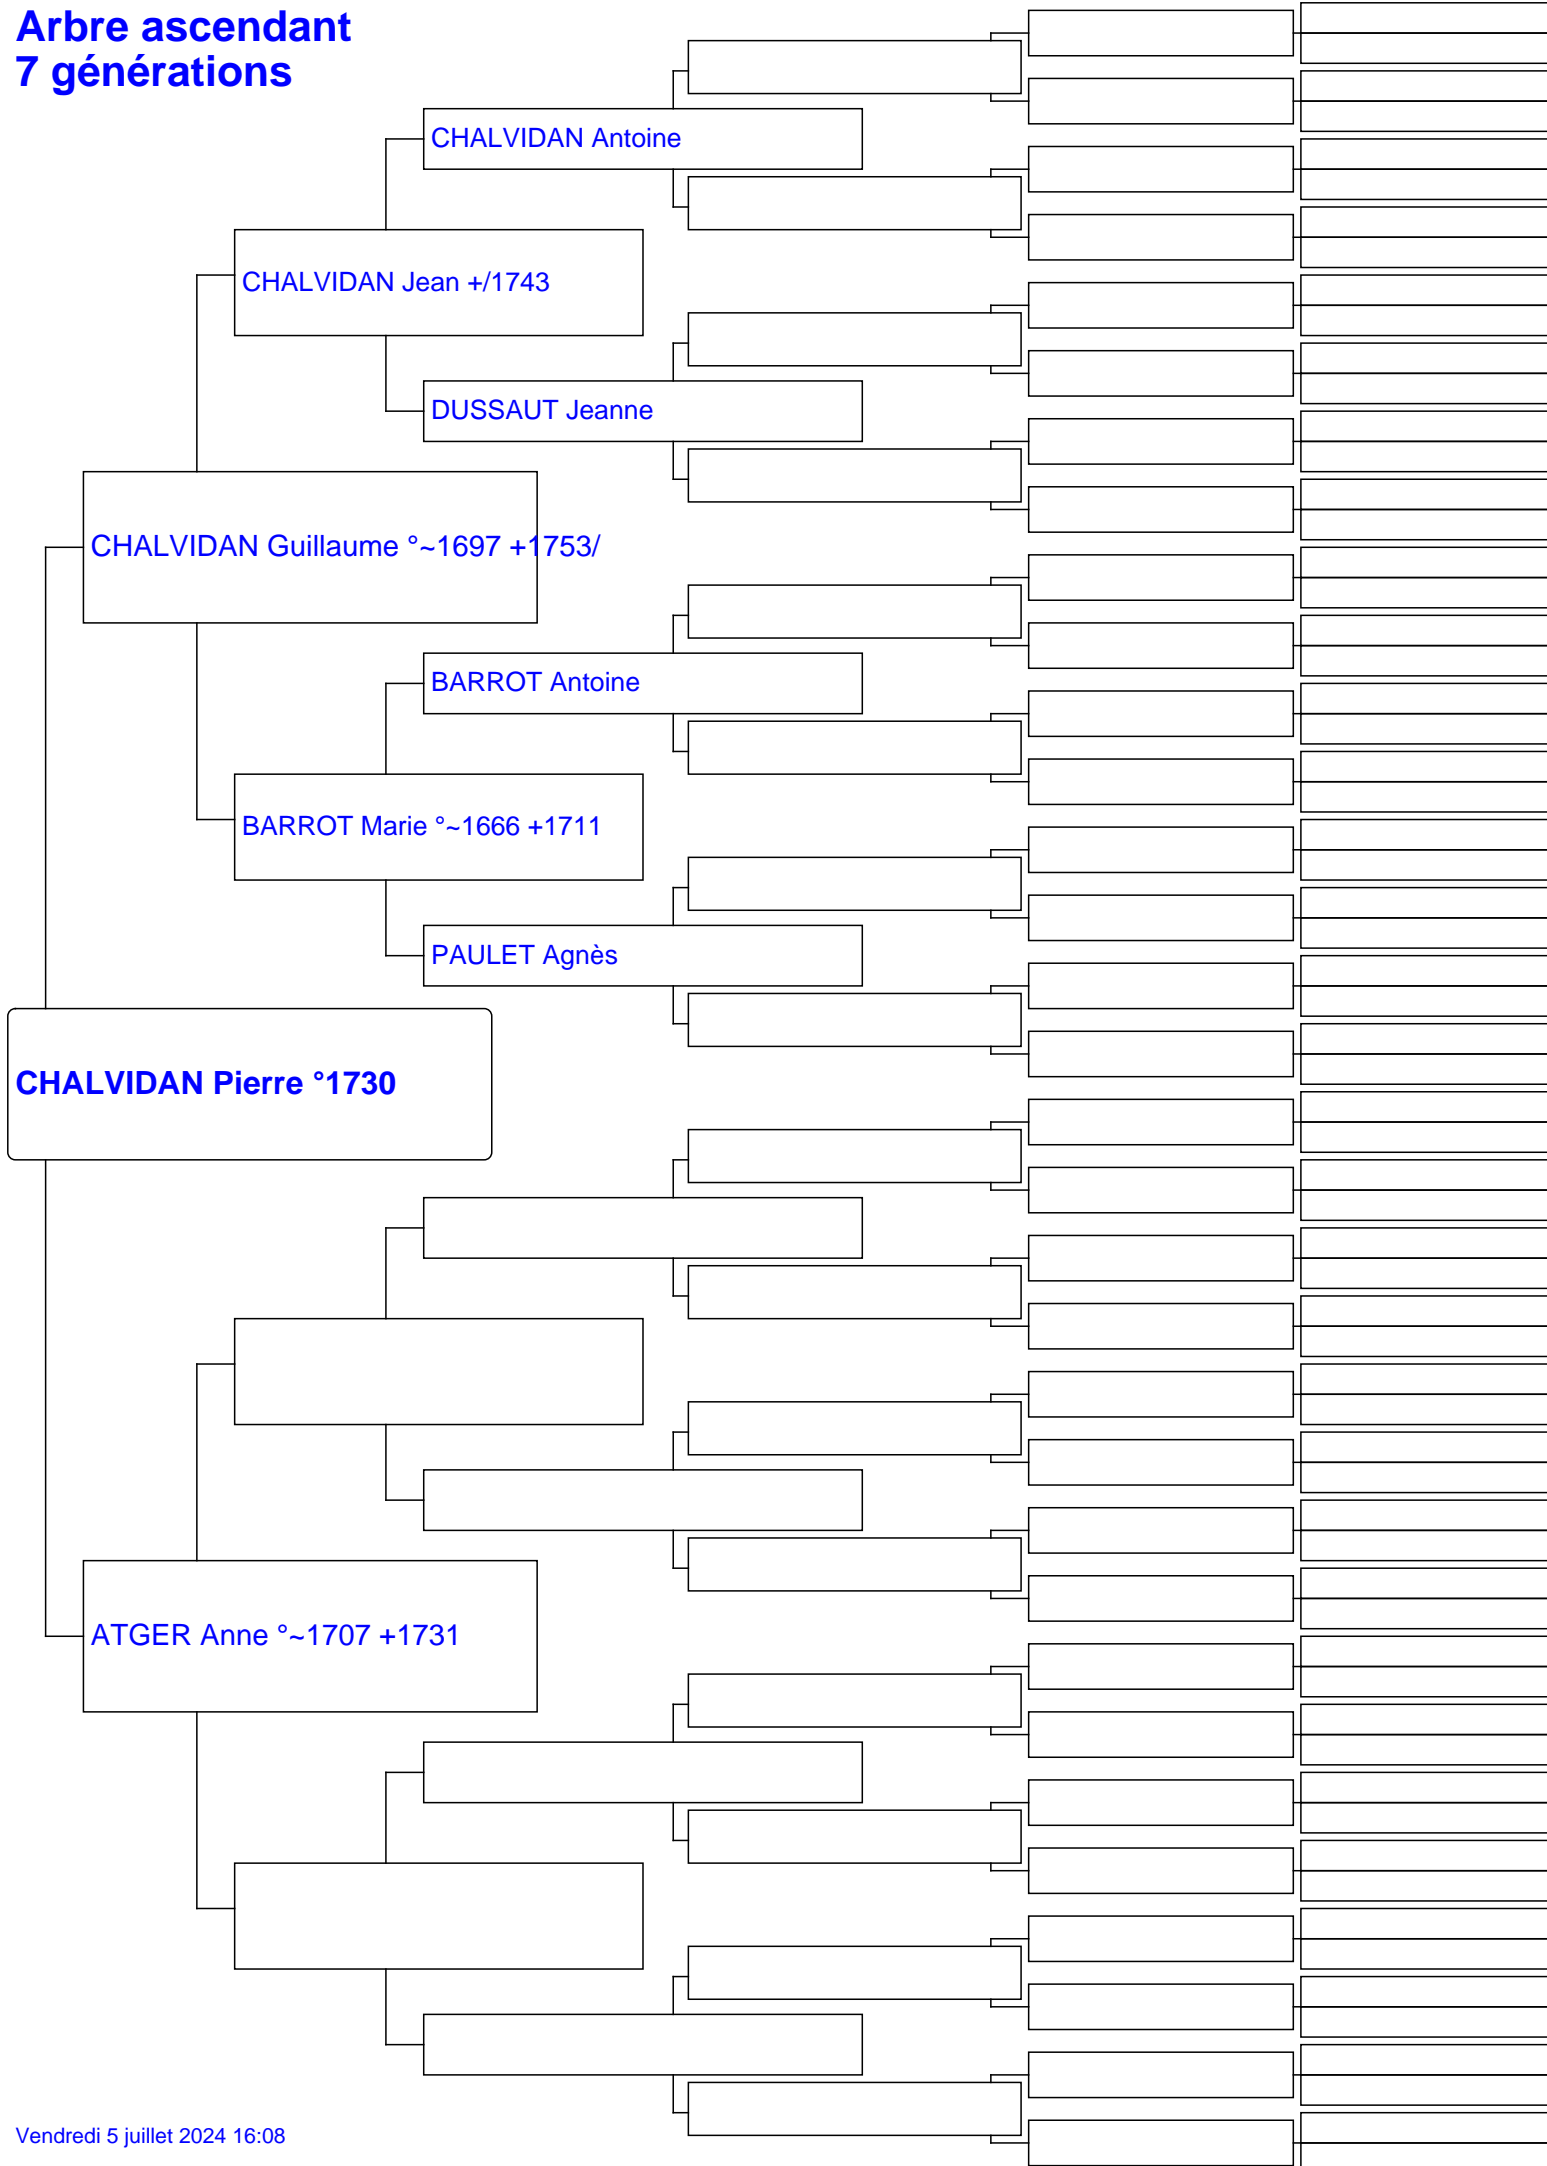 Arbre ascendant
7 générations
CHALVIDAN Antoine
CHALVIDAN Jean +/1743
DUSSAUT Jeanne
CHALVIDAN Guillaume °~1697 +1753/
BARROT Antoine
BARROT Marie °~1666 +1711
PAULET Agnès
CHALVIDAN Pierre °1730
ATGER Anne °~1707 +1731
Vendredi 5 juillet 2024 16:08